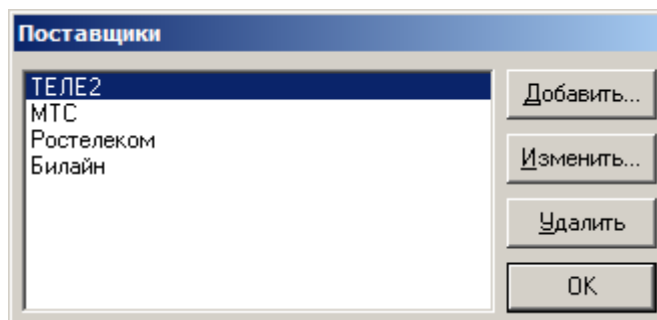 Поставщики
ТЕЛЕ2
МТС
Ростелеком
Билайн
Добавить...
Изменить...
Удалить
OK